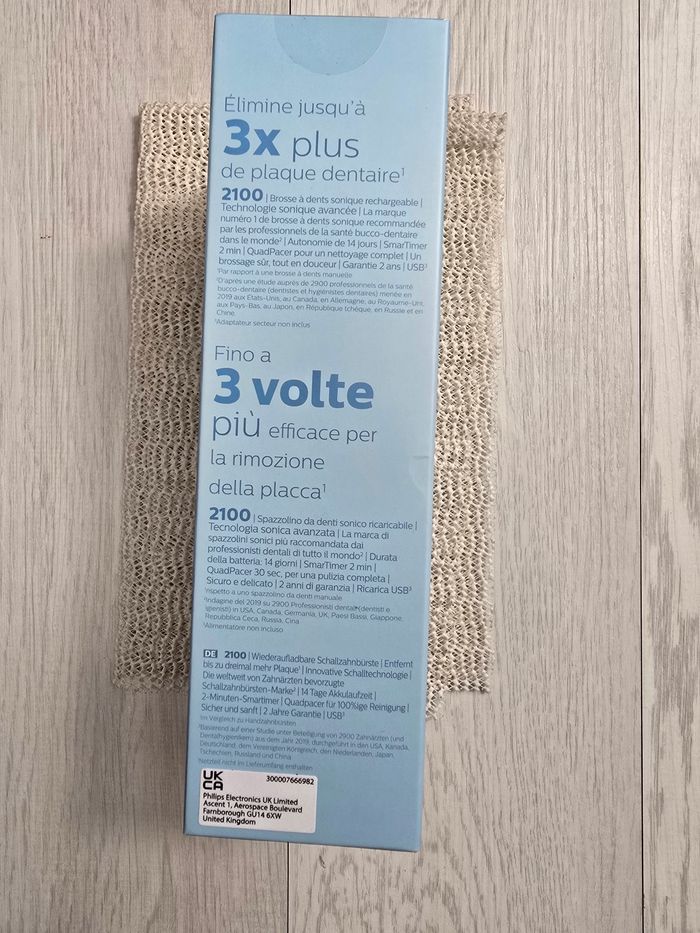 Élimine jusqu'à
3x plus
de plaque dentaire¹
2100 | Brosse à dents sonique rechargeable |
Technologie sonique avancée | La marque
numéro 1 de brosse à dents sonique recommandée
par les professionnels de la santé bucco-dentaire
dans le monde² | Autonomie de 14 jours | SmarTimer
2 min | QuadPacer pour un nettoyage complet | Un
brossage sûr, tout en douceur | Garantie 2 ans | USB³
¹Par rapport à une brosse à dents manuelle
²D'après une étude auprès de 2900 professionnels de la santé
bucco-dentaire (dentistes et hygiénistes dentaires) menée en
2019 aux États-Unis, au Canada, en Allemagne, au Royaume-Uni,
aux Pays-Bas, au Japon, en République tchèque, en Russie et en
Chine.
³Adaptateur secteur non inclus
Fino a
3 volte
più efficace per
la rimozione
della placca¹
2100 | Spazzolino da denti sonico ricaricabile |
Tecnologia sonica avanzata | La marca di
spazzolini sonici più raccomandata dai
professionisti dentali di tutto il mondo² | Durata
della batteria: 14 giorni | SmarTimer 2 min |
QuadPacer 30 sec, per una pulizia completa |
Sicuro e delicato | 2 anni di garanzia | Ricarica USB³
¹rispetto a uno spazzolino da denti manuale
²Indagine del 2019 su 2900 Professionisti dentali (dentisti e
igienisti) in USA, Canada, Germania, UK, Paesi Bassi, Giappone,
Repubblica Ceca, Russia, Cina
³Alimentatore non incluso
DE 2100 | Wiederaufladbare Schallzahnbürste | Entfernt
bis zu dreimal mehr Plaque¹ | Innovative Schalltechnologie |
Die weltweit von Zahnärzten bevorzugte
Schallzahnbürsten-Marke² | 14 Tage Akkulaufzeit |
2-Minuten-Smartimer | Quadpacer für 100%ige Reinigung |
Sicher und sanft | 2 Jahre Garantie | USB³
¹Im Vergleich zu Handzahnbürsten
²Basierend auf einer Studie unter Beteiligung von 2900 Zahnärzten (und
Dentalhygienikern) aus dem Jahr 2019, durchgeführt in den USA, Kanada,
Deutschland, dem Vereinigten Königreich, den Niederlanden, Japan,
Tschechien, Russland und China
³Netzteil nicht im Lieferumfang enthalten
UK
CA
300007666982
Philips Electronics UK Limited
Ascent 1, Aerospace Boulevard
Farnborough GU14 6XW
United Kingdom